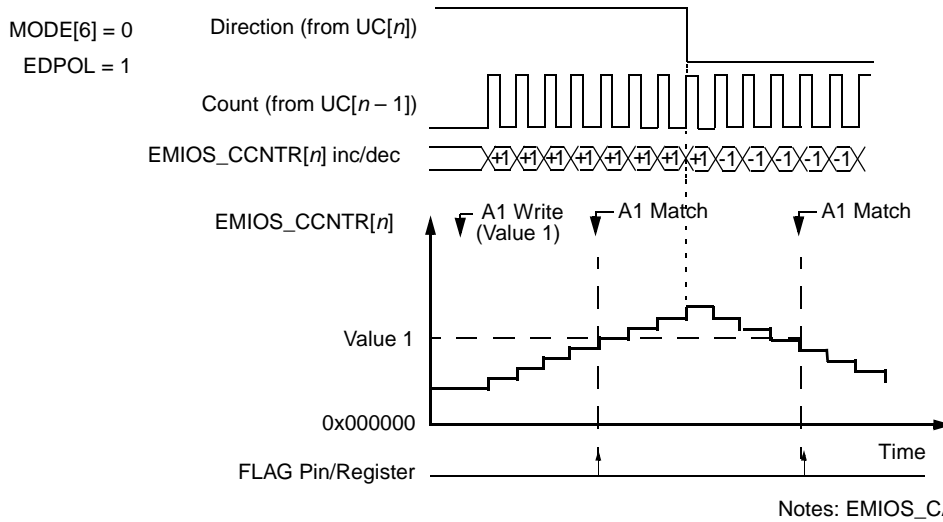 MODE[6] = 0
EDPOL = 1
Direction (from UC[n])
Count (from UC[n – 1])
EMIOS_CCNTR[n] inc/dec
+1 +1 +1 +1 +1 +1 +1 +1 -1 -1 -1 -1 -1
EMIOS_CCNTR[n]
A1 Write
(Value 1)
A1 Match
A1 Match
Value 1
0x000000
Time
FLAG Pin/Register
Notes: EMIOS_CA